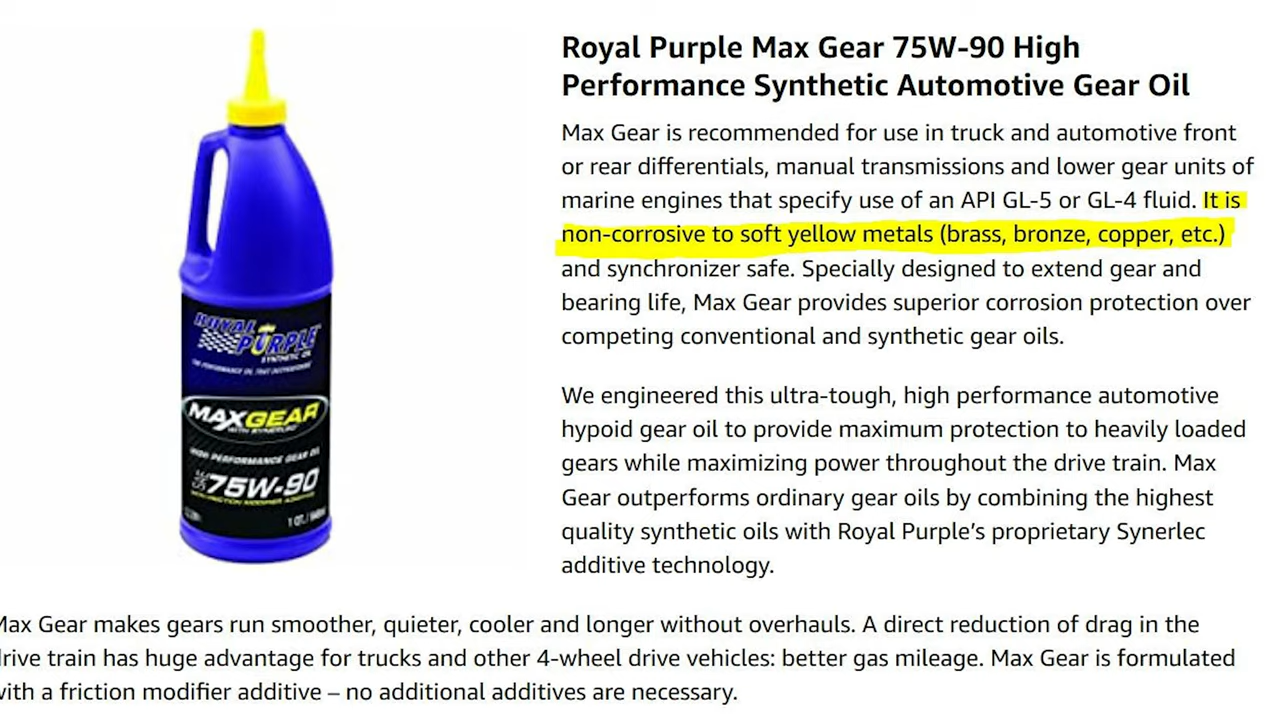 Royal Purple Max Gear 75W-90 High
Performance Synthetic Automotive Gear Oil
Max Gear is recommended for use in truck and automotive front
or rear differentials, manual transmissions and lower gear units of
marine engines that specify use of an API GL-5 or GL-4 fluid. It is
non-corrosive to soft yellow metals (brass, bronze, copper, etc.)
and synchronizer safe. Specially designed to extend gear and
bearing life, Max Gear provides superior corrosion protection over
competing conventional and synthetic gear oils.
We engineered this ultra-tough, high performance automotive
hypoid gear oil to provide maximum protection to heavily loaded
gears while maximizing power throughout the drive train. Max
Gear outperforms ordinary gear oils by combining the highest
quality synthetic oils with Royal Purple’s proprietary Synerlec
additive technology.
ROYAL
PURPLE
SYNTHETIC OIL
MAXGEAR
HIGH PERFORMANCE GEAR OIL
75W-90
Max Gear makes gears run smoother, quieter, cooler and longer without overhauls. A direct reduction of drag in the
drive train has huge advantage for trucks and other 4-wheel drive vehicles: better gas mileage. Max Gear is formulated
with a friction modifier additive – no additional additives are necessary.